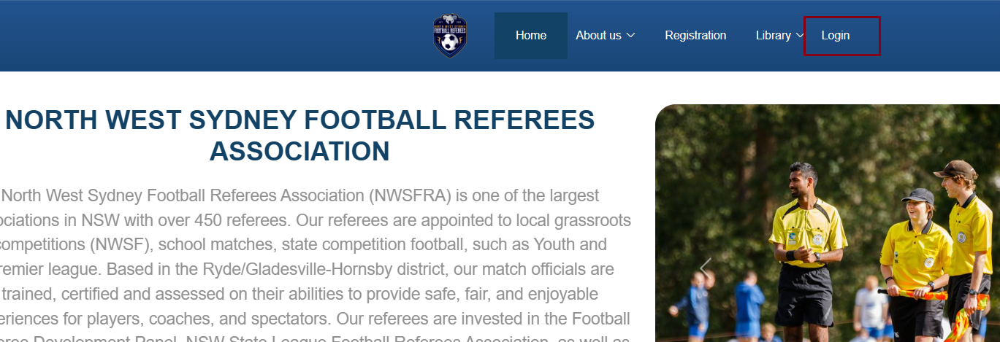 NORTH WEST SYDNEY
FOOTBALL REFEREES
Home
About us
Registration
Library
Login
NORTH WEST SYDNEY FOOTBALL REFEREES
ASSOCIATION
North West Sydney Football Referees Association (NWSFRA) is one of the largest
ociations in NSW with over 450 referees. Our referees are appointed to local grassroots
competitions (NWSF), school matches, state competition football, such as Youth and
remier league. Based in the Ryde/Gladesville-Hornsby district, our match officials are
trained, certified and assessed on their abilities to provide safe, fair, and enjoyable
eriences for players, coaches, and spectators. Our referees are invested in the Football
eree Development Panel, NSW State League Football Referees Association, as well as